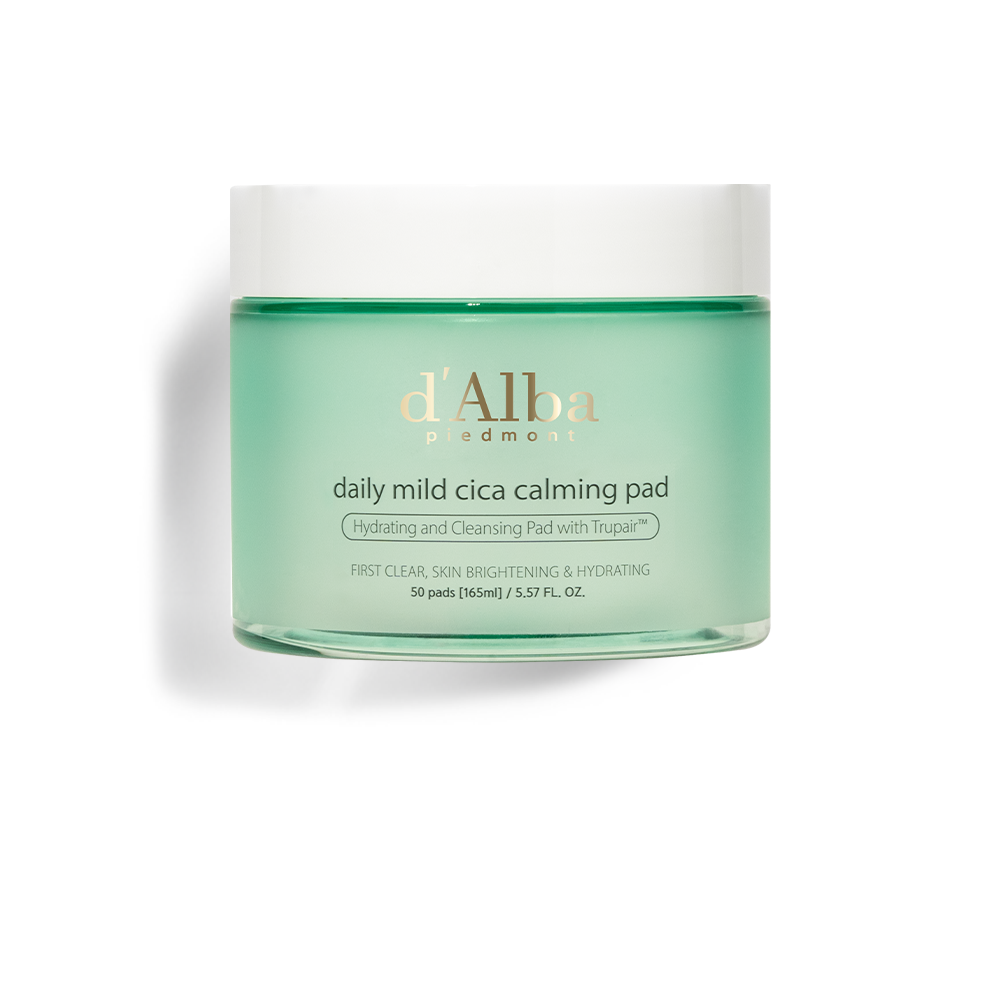 d'Alba
piedmont
daily mild cica calming pad
Hydrating and Cleansing Pad with Trupair™
FIRST CLEAR, SKIN BRIGHTENING & HYDRATING
50 pads [165ml] / 5.57 FL. OZ.